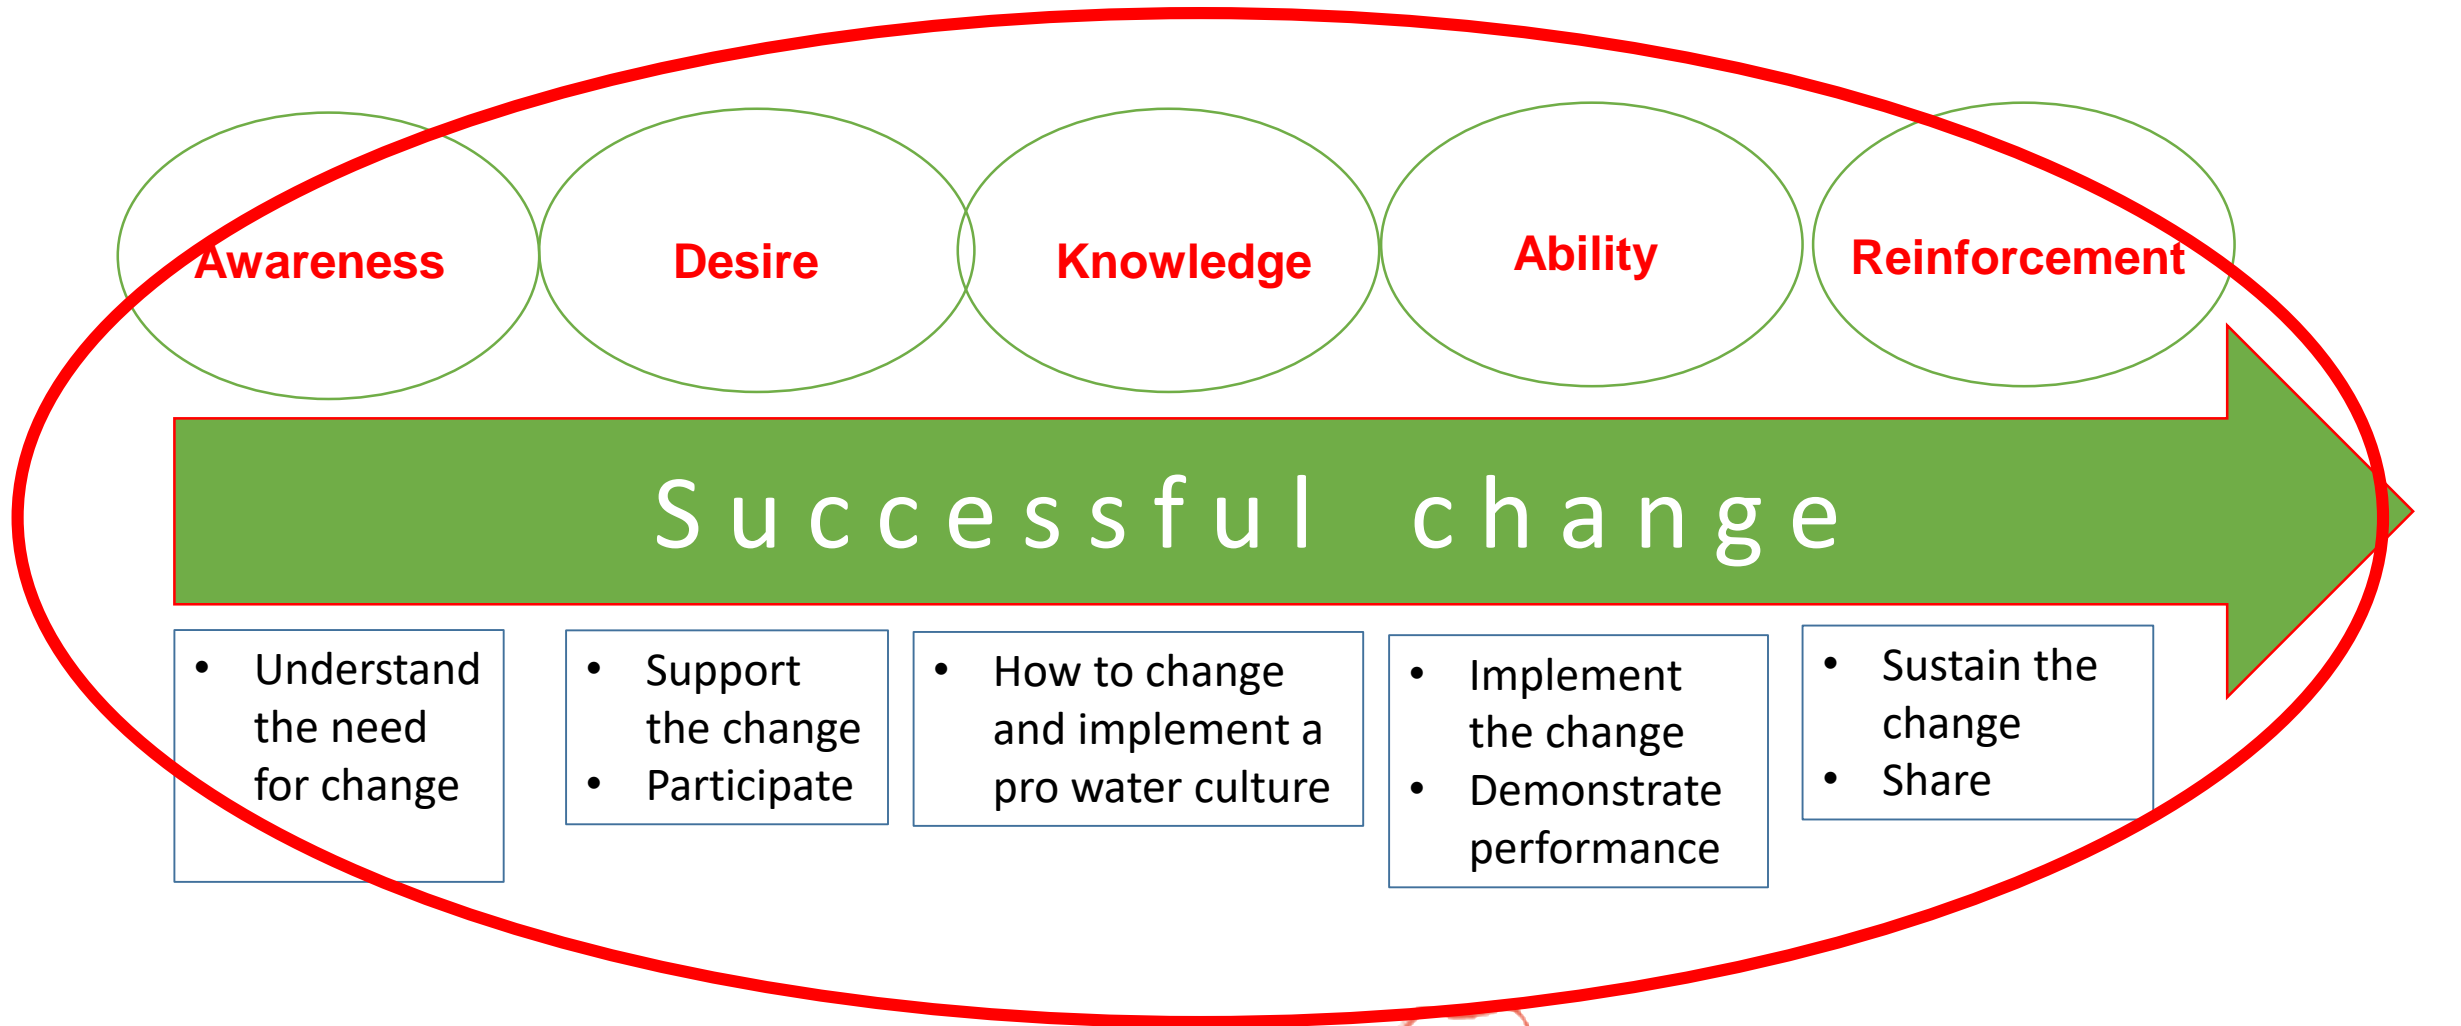 Awareness
Desire
Knowledge
Ability
Reinforcement
Successful change
• Understand
the need
for change
• Support
the change
• Participate
• How to change
and implement a
pro water culture
• Implement
the change
• Demonstrate
performance
• Sustain the
change
• Share